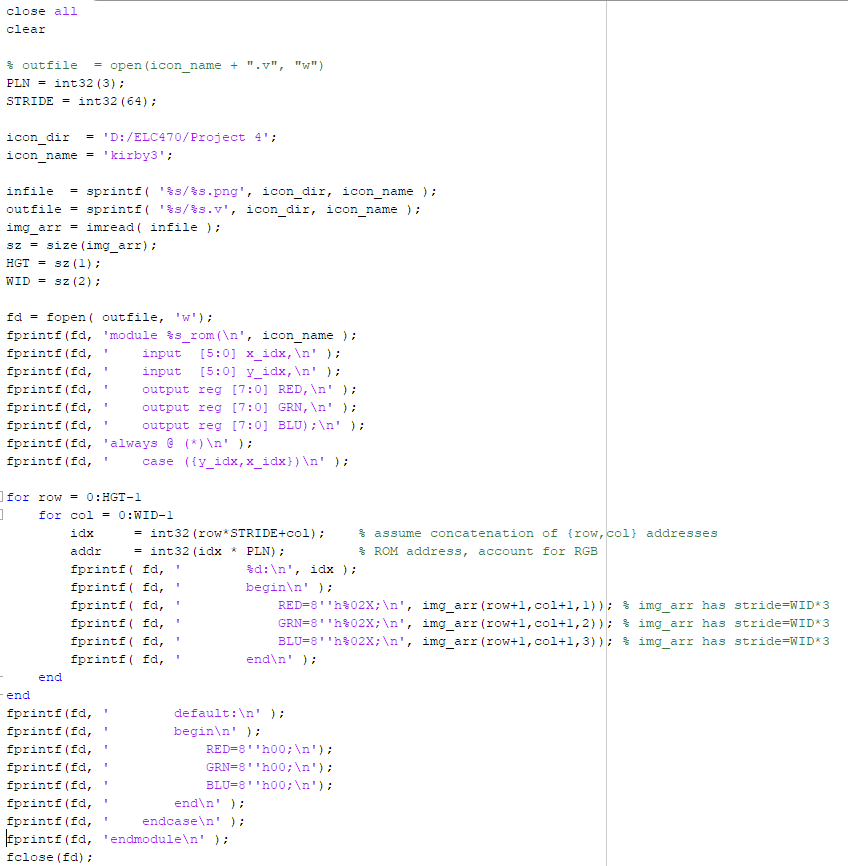 close all
clear

% outfile  = open(icon_name + ".v", "w")
PLN = int32(3);
STRIDE = int32(64);

icon_dir  = 'D:/ELC470/Project 4';
icon_name = 'kirby3';

infile  = sprintf( '%s/%s.png', icon_dir, icon_name );
outfile = sprintf( '%s/%s.v', icon_dir, icon_name );
img_arr = imread( infile );
sz = size(img_arr);
HGT = sz(1);
WID = sz(2);

fd = fopen( outfile, 'w');
fprintf(fd, 'module %s_rom(\n', icon_name );
fprintf(fd, '    input  [5:0] x_idx,\n' );
fprintf(fd, '    input  [5:0] y_idx,\n' );
fprintf(fd, '    output reg [7:0] RED,\n' );
fprintf(fd, '    output reg [7:0] GRN,\n' );
fprintf(fd, '    output reg [7:0] BLU);\n' );
fprintf(fd, 'always @ (*)\n' );
fprintf(fd, '    case ({y_idx,x_idx})\n' );

for row = 0:HGT-1
    for col = 0:WID-1
        idx     = int32(row*STRIDE+col);    % assume concatenation of {row,col} addresses
        addr    = int32(idx * PLN);         % ROM address, account for RGB
        fprintf( fd, '        %d:\n', idx );
        fprintf( fd, '        begin\n' );
        fprintf( fd, '            RED=8''h%02X;\n', img_arr(row+1,col+1,1)); % img_arr has stride=WID*3
        fprintf( fd, '            GRN=8''h%02X;\n', img_arr(row+1,col+1,2)); % img_arr has stride=WID*3
        fprintf( fd, '            BLU=8''h%02X;\n', img_arr(row+1,col+1,3)); % img_arr has stride=WID*3
        fprintf( fd, '        end\n' );
    end
end
fprintf(fd, '        default:\n' );
fprintf(fd, '        begin\n' );
fprintf(fd, '            RED=8''h00;\n');
fprintf(fd, '            GRN=8''h00;\n');
fprintf(fd, '            BLU=8''h00;\n');
fprintf(fd, '        end\n' );
fprintf(fd, '    endcase\n' );
fprintf(fd, 'endmodule\n' );
fclose(fd);